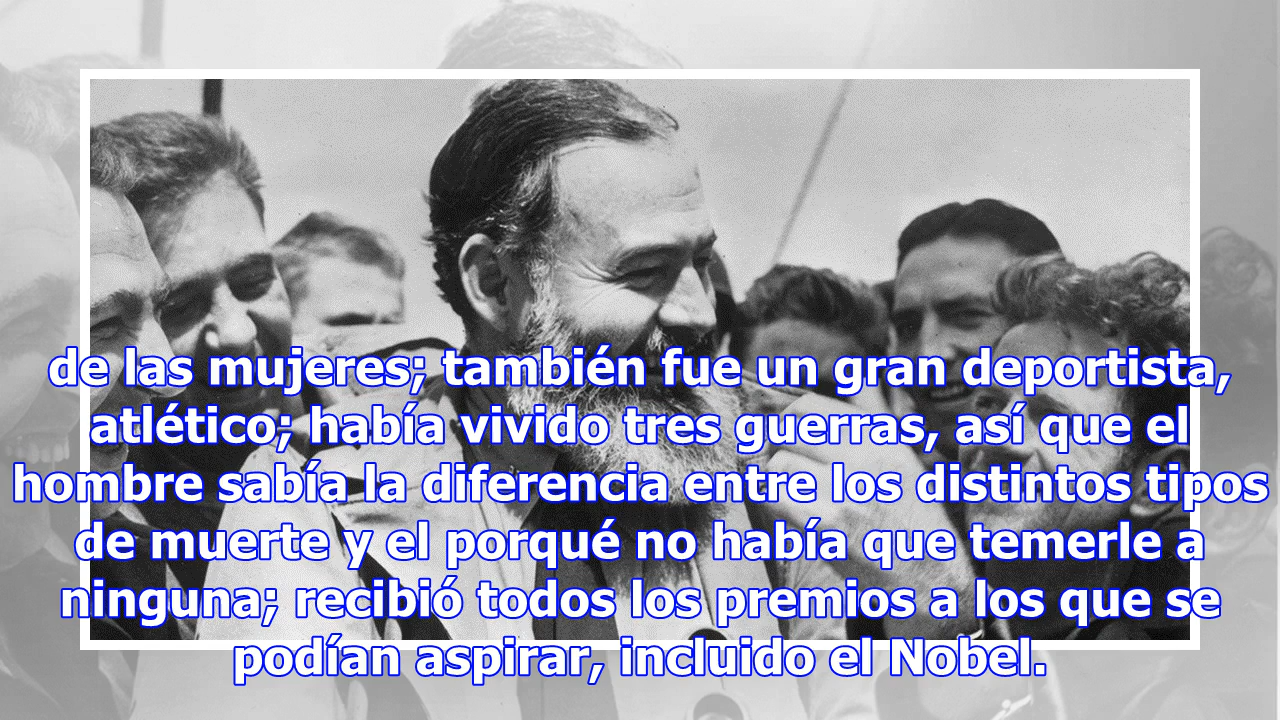 de las mujeres; también fue un gran deportista,
atlético; había vivido tres guerras, así que el
hombre sabía la diferencia entre los distintos tipos
de muerte y el porqué no había que temerle a
ninguna; recibió todos los premios a los que se
podían aspirar, incluido el Nobel.